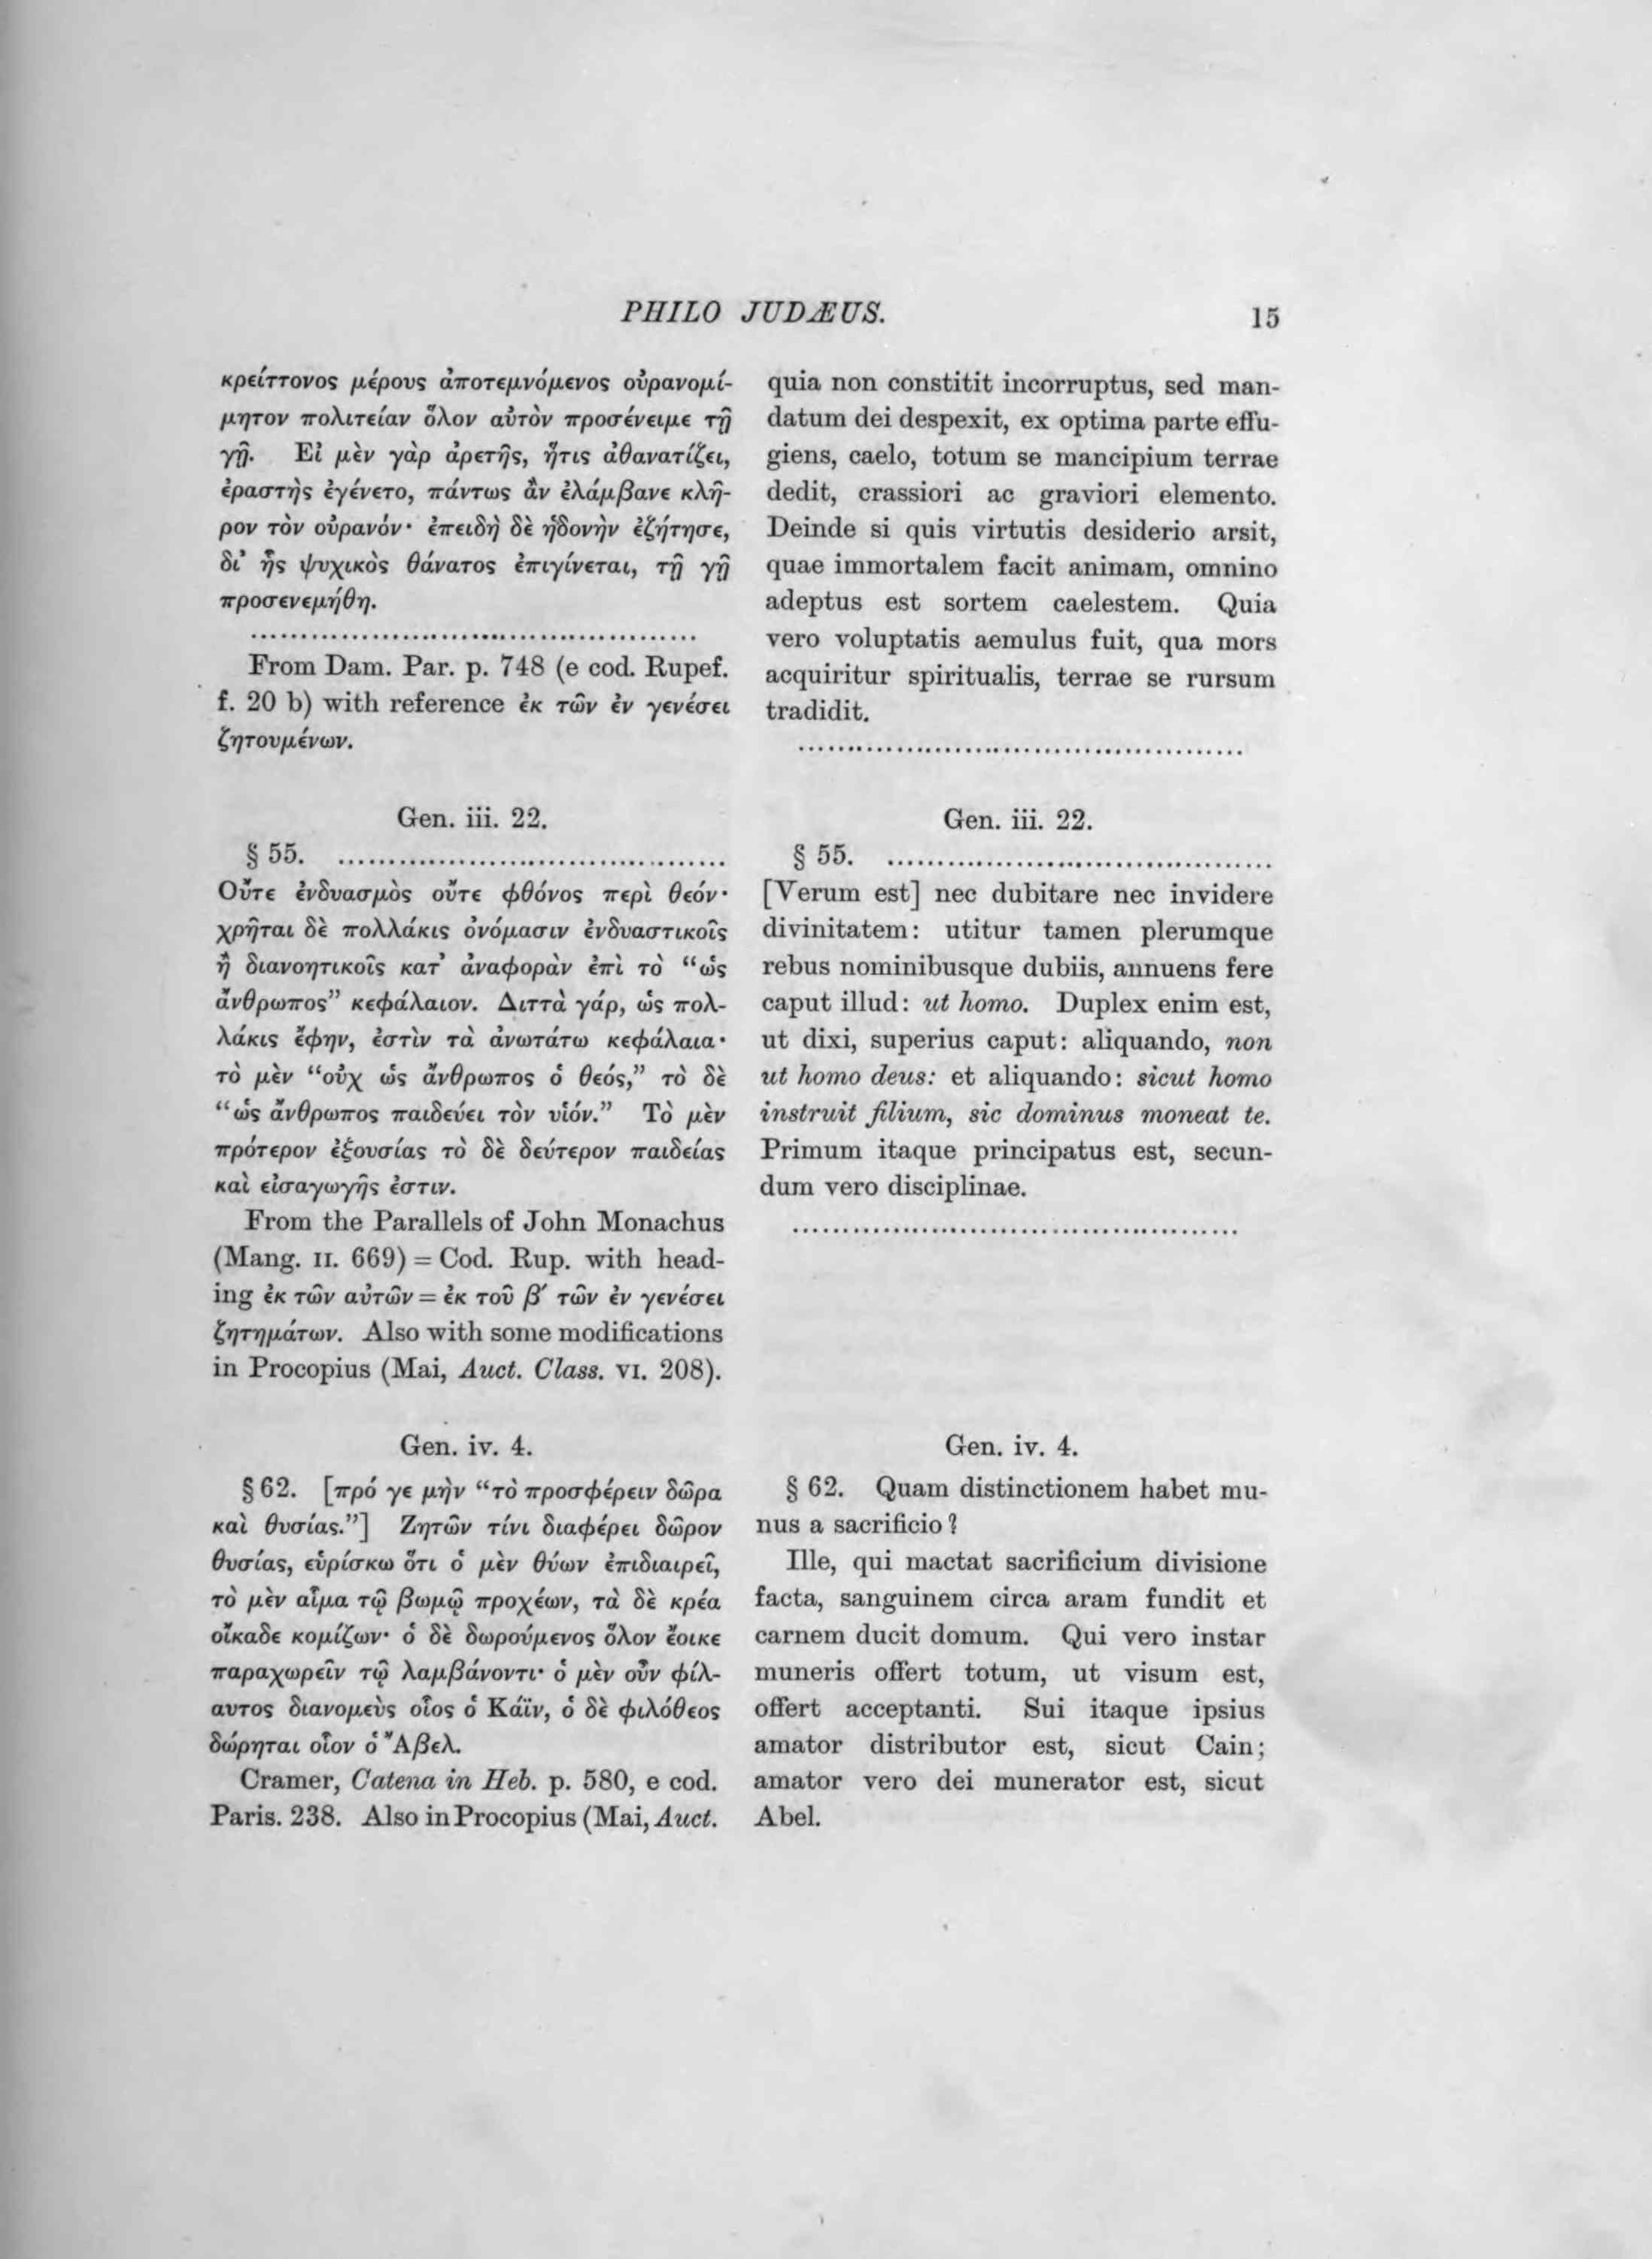 PHILO JUDÆUS.
15
κρείττονος μέρους ἀποτεμνόμενος οὐρανομί-
μητον πολιτείαν ὅλον αὐτὸν προσένειμε τῇ
γῇ. Εἰ μὲν γὰρ ἀρετῆς, ἥτις ἀθανατίζει,
ἐραστὴς ἐγένετο, πάντως ἂν ἐλάμβανε κλῆ-
ρον τὸν οὐρανόν· ἐπειδὴ δὲ ἡδονὴν ἐζήτησε,
δι᾽ ἧς ψυχικὸς θάνατος ἐπιγίνεται, τῇ γῇ
προσενεμήθη.
............................................
From Dam. Par. p. 748 (e cod. Rupef.
f. 20 b) with reference ἐκ τῶν ἐν γενέσει
ζητουμένων.
Gen. iii. 22.
§ 55. ......................................
Οὔτε ἐνδυασμὸς οὔτε φθόνος περὶ θεόν·
χρῆται δὲ πολλάκις ὀνόμασιν ἐνδυαστικοῖς
ἢ διανοητικοῖς κατ᾽ ἀναφορὰν ἐπὶ τὸ “ὡς
ἄνθρωπος” κεφάλαιον. Διττὰ γάρ, ὡς πολ-
λάκις ἔφην, ἐστὶν τὰ ἀνωτάτω κεφάλαια·
τὸ μὲν “οὐχ ὡς ἄνθρωπος ὁ θεός,” τὸ δὲ
“ὡς ἄνθρωπος παιδεύει τὸν υἱόν.” Τὸ μὲν
πρότερον ἐξουσίας τὸ δὲ δεύτερον παιδείας
καὶ εἰσαγωγῆς ἐστιν.
From the Parallels of John Monachus
(Mang. II. 669) = Cod. Rup. with head-
ing ἐκ τῶν αὐτῶν = ἐκ τοῦ β′ τῶν ἐν γενέσει
ζητημάτων. Also with some modifications
in Procopius (Mai, Auct. Class. VI. 208).
Gen. iv. 4.
§ 62. [πρό γε μὴν “τὸ προσφέρειν δῶρα
καὶ θυσίας.”] Ζητῶν τίνι διαφέρει δῶρον
θυσίας, εὑρίσκω ὅτι ὁ μὲν θύων ἐπιδιαιρεῖ,
τὸ μὲν αἷμα τῷ βωμῷ προχέων, τὰ δὲ κρέα
οἴκαδε κομίζων· ὁ δὲ δωρούμενος ὅλον ἔοικε
παραχωρεῖν τῷ λαμβάνοντι· ὁ μὲν οὖν φίλ-
αυτος διανομεὺς οἷος ὁ Κάϊν, ὁ δὲ φιλόθεος
δώρηται οἷον ὁ Ἄβελ.
Cramer, Catena in Heb. p. 580, e cod.
Paris. 238. Also in Procopius (Mai, Auct.
quia non constitit incorruptus, sed man-
datum dei despexit, ex optima parte effu-
giens, caelo, totum se mancipium terrae
dedit, crassiori ac graviori elemento.
Deinde si quis virtutis desiderio arsit,
quae immortalem facit animam, omnino
adeptus est sortem caelestem. Quia
vero voluptatis aemulus fuit, qua mors
acquiritur spiritualis, terrae se rursum
tradidit.
............................................
Gen. iii. 22.
§ 55. ......................................
[Verum est] nec dubitare nec invidere
divinitatem: utitur tamen plerumque
rebus nominibusque dubiis, annuens fere
caput illud: ut homo. Duplex enim est,
ut dixi, superius caput: aliquando, non
ut homo deus: et aliquando: sicut homo
instruit filium, sic dominus moneat te.
Primum itaque principatus est, secun-
dum vero disciplinae.
............................................
Gen. iv. 4.
§ 62. Quam distinctionem habet mu-
nus a sacrificio?
Ille, qui mactat sacrificium divisione
facta, sanguinem circa aram fundit et
carnem ducit domum. Qui vero instar
muneris offert totum, ut visum est,
offert acceptanti. Sui itaque ipsius
amator distributor est, sicut Cain;
amator vero dei munerator est, sicut
Abel.